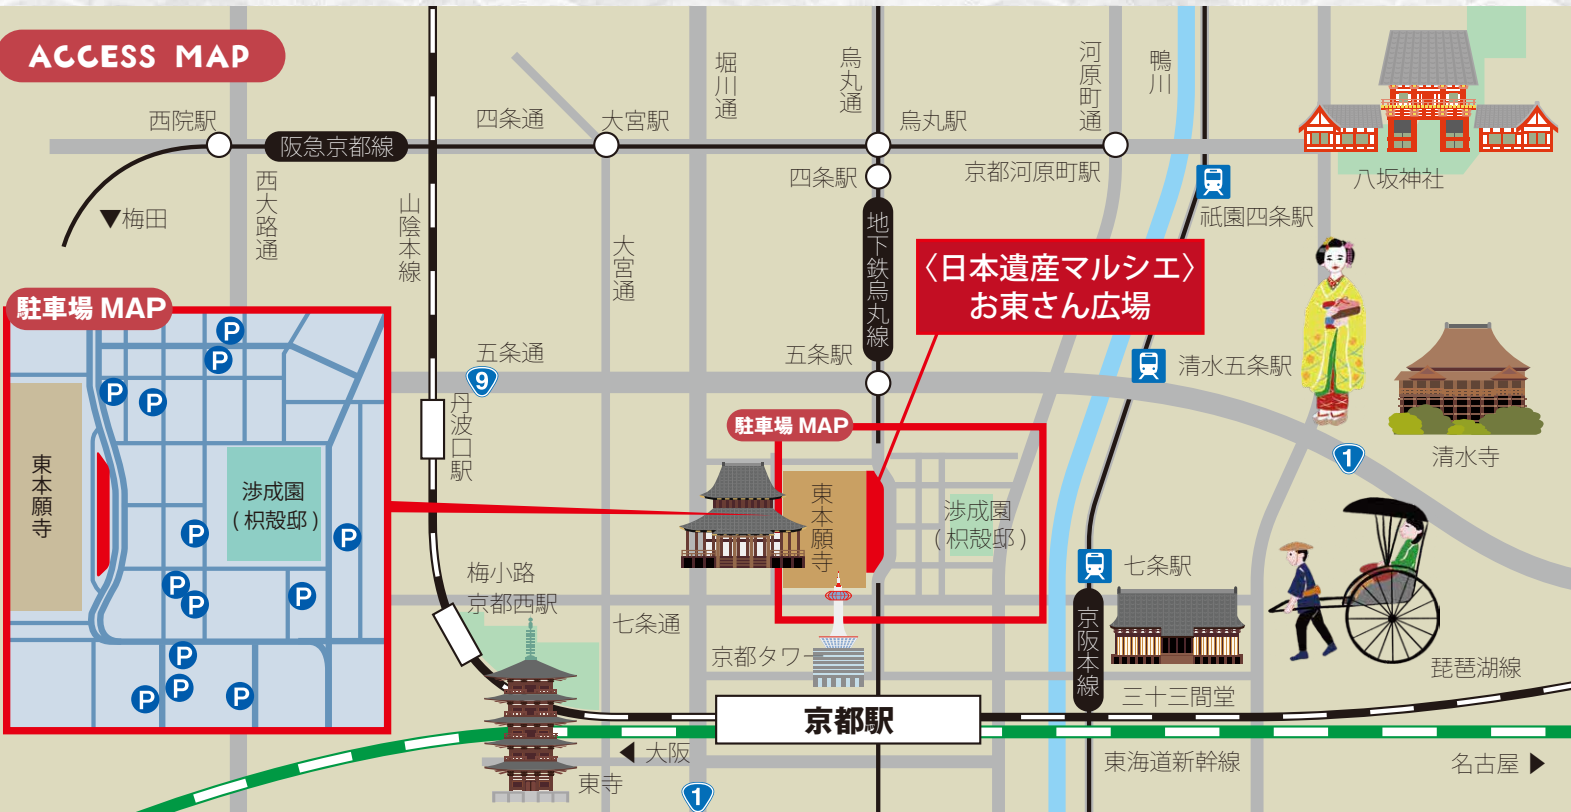 ACCESS MAP
西院駅
阪急京都線
四条通
大宮駅
堀川通
烏丸通
烏丸駅
河原町通
鴨川
四条駅
京都河原町駅
八坂神社
祇園四条駅
▼梅田
西大路通
山陰本線
大宮通
地下鉄烏丸線
〈日本遺産マルシェ〉
お東さん広場
駐車場 MAP
P
P
P
P
東本願寺
渉成園
(枳殻邸)
P
P
P
P
P
P
P
P
P
五条通
9
丹波口駅
五条駅
清水五条駅
清水寺
1
駐車場 MAP
東本願寺
渉成園
(枳殻邸)
梅小路
京都西駅
七条通
七条駅
京都タワー
京阪本線
三十三間堂
琵琶湖線
京都駅
◀ 大阪
東寺
1
東海道新幹線
名古屋 ▶